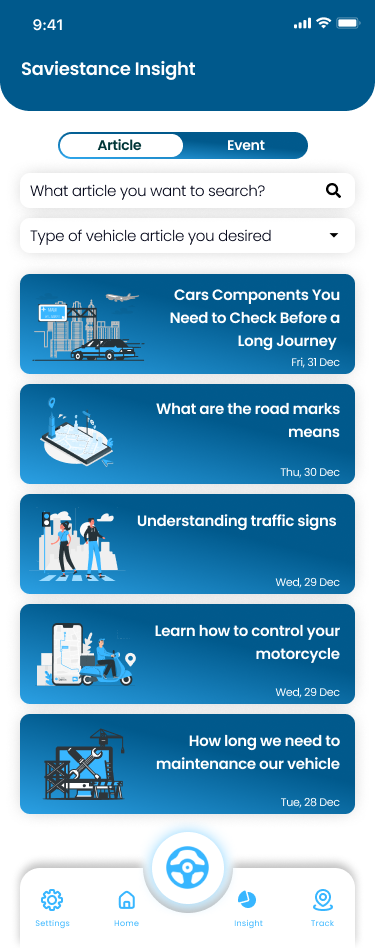 9:41
Saviestance Insight
Article
Event
What article you want to search?
Type of vehicle article you desired
Cars Components You
Need to Check Before a
Long Journey
Fri, 31 Dec
What are the road marks
means
Thu, 30 Dec
Understanding traffic signs
Wed, 29 Dec
Learn how to control your
motorcycle
Wed, 29 Dec
How long we need to
maintenance our vehicle
Tue, 28 Dec
Settings
Home
Insight
Track